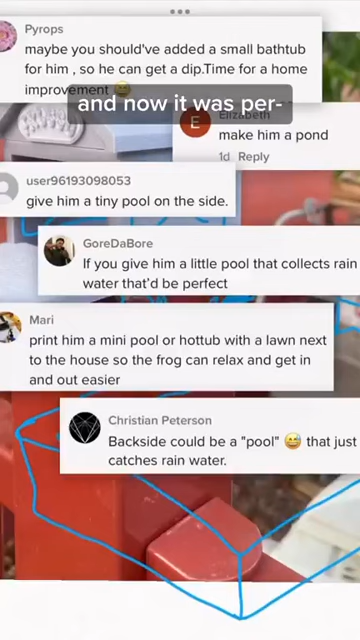 Pyrops
maybe you should've added a small bathtub
for him , so he can get a dip.Time for a home
improvement 😄
and now it was per-
E
Elizabeth
make him a pond
1d Reply
user96193098053
give him a tiny pool on the side.
GoreDaBore
If you give him a little pool that collects rain
water that'd be perfect
Mari
print him a mini pool or hottub with a lawn next
to the house so the frog can relax and get in
and out easier
Christian Peterson
Backside could be a "pool" 😅 that just
catches rain water.